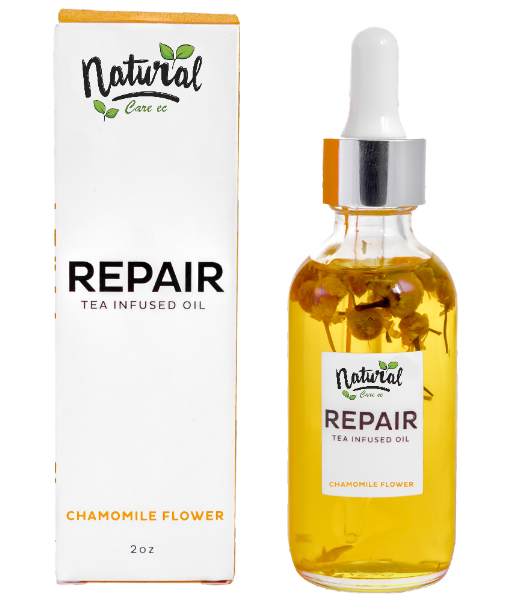 Natural
Care ec
REPAIR
TEA INFUSED OIL
CHAMOMILE FLOWER
2oz
Natural
Care ec
REPAIR
TEA INFUSED OIL
CHAMOMILE FLOWER